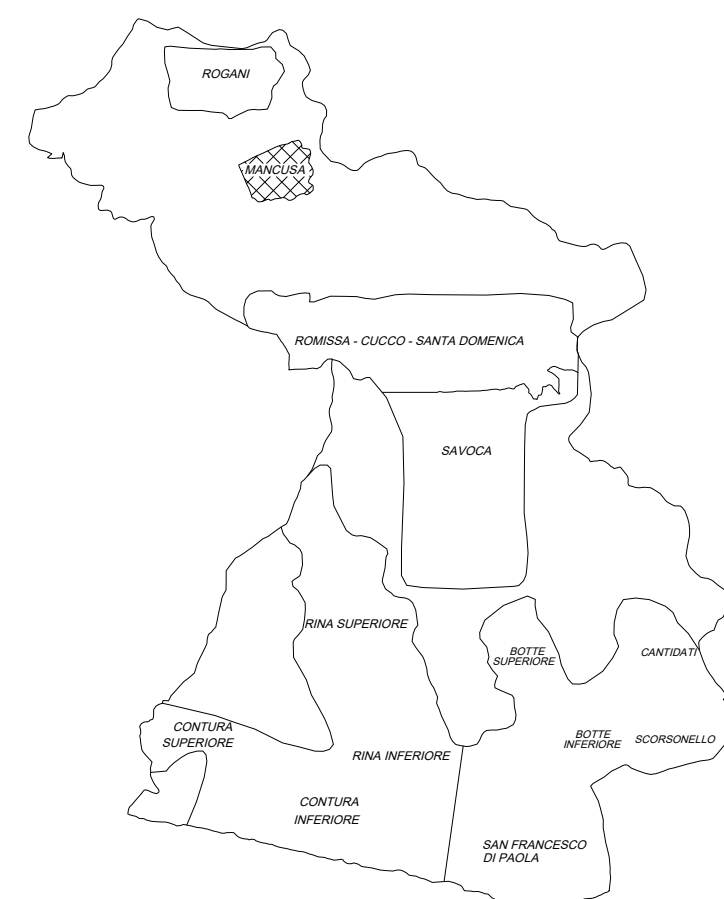 ROGANI
MANCUSA
ROMISSA - CUCCO - SANTA DOMENICA
SAVOCA
RINA SUPERIORE
BOTTE
SUPERIORE
CANTIDATI
CONTURA
SUPERIORE
BOTTE
INFERIORE
SCORSONELLO
RINA INFERIORE
CONTURA
INFERIORE
SAN FRANCESCO
DI PAOLA